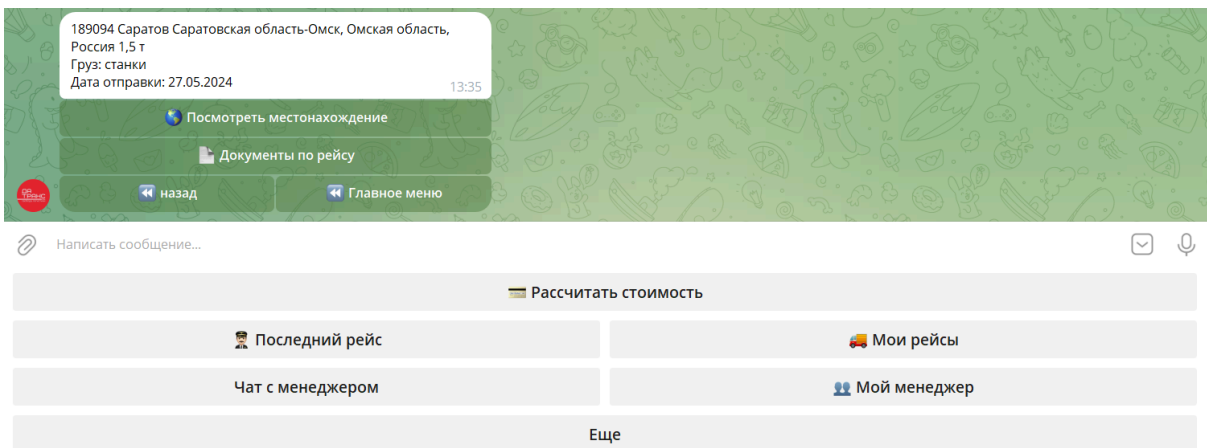 189094 Саратов Саратовская область-Омск, Омская область,
Россия 1,5 т
Груз: станки
Дата отправки: 27.05.2024
13:35
Посмотреть местонахождение
Документы по рейсу
назад
Главное меню
Написать сообщение...
Рассчитать стоимость
Последний рейс
Мои рейсы
Чат с менеджером
Мой менеджер
Еще